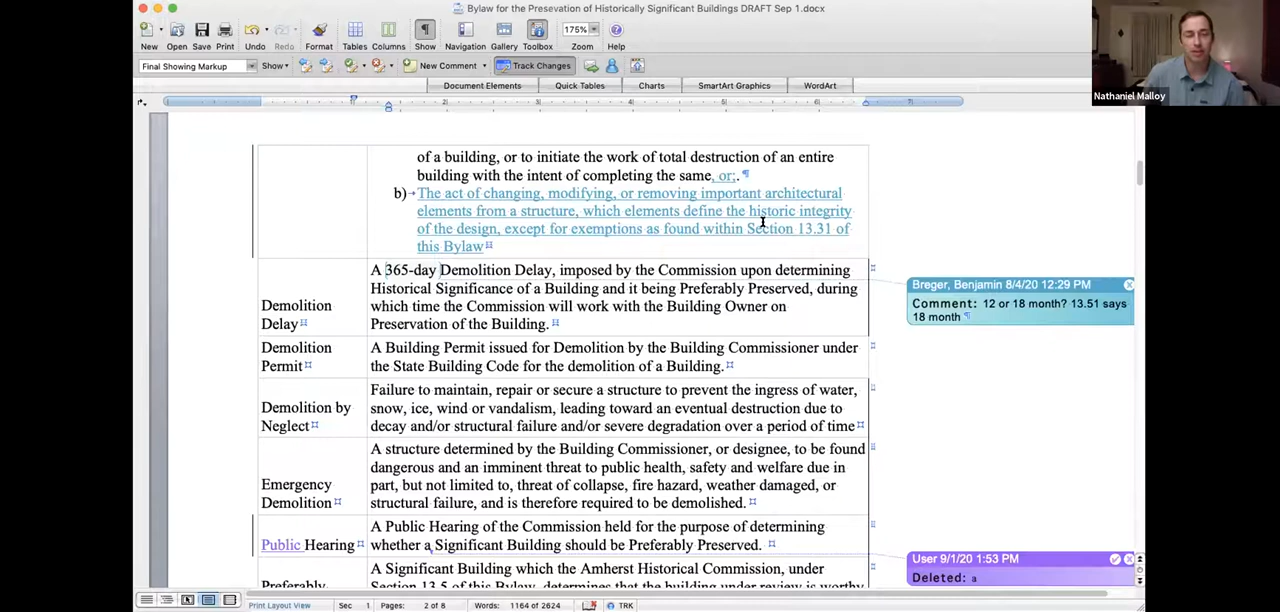 Bylaw for the Presevation of Historically Significant Buildings DRAFT Sep 1.docx
New Open Save Print Undo Redo Format Tables Columns Show Navigation Gallery Toolbox Zoom Help
175%
Final Showing Markup Show New Comment Track Changes
Document Elements Quick Tables Charts SmartArt Graphics WordArt
Nathaniel Malloy
of a building, or to initiate the work of total destruction of an entire
building with the intent of completing the same, or;.
b) The act of changing, modifying, or removing important architectural
elements from a structure, which elements define the historic integrity
of the design, except for exemptions as found within Section 13.31 of
this Bylaw
Demolition
Delay
A 365-day Demolition Delay, imposed by the Commission upon determining
Historical Significance of a Building and it being Preferably Preserved, during
which time the Commission will work with the Building Owner on
Preservation of the Building.
Breger, Benjamin 8/4/20 12:29 PM
Comment: 12 or 18 month? 13.51 says
18 month
Demolition
Permit
A Building Permit issued for Demolition by the Building Commissioner under
the State Building Code for the demolition of a Building.
Demolition by
Neglect
Failure to maintain, repair or secure a structure to prevent the ingress of water,
snow, ice, wind or vandalism, leading toward an eventual destruction due to
decay and/or structural failure and/or severe degradation over a period of time
Emergency
Demolition
A structure determined by the Building Commissioner, or designee, to be found
dangerous and an imminent threat to public health, safety and welfare due in
part, but not limited to, threat of collapse, fire hazard, weather damaged, or
structural failure, and is therefore required to be demolished.
Public Hearing
A Public Hearing of the Commission held for the purpose of determining
whether a Significant Building should be Preferably Preserved.
User 9/1/20 1:53 PM
Deleted: a
Preferably
A Significant Building which the Amherst Historical Commission, under
Section 13.5 of this Bylaw, determines that the building under review is worthy
Print Layout View Sec 1 Pages: 2 of 8 Words: 1164 of 2624 TRK